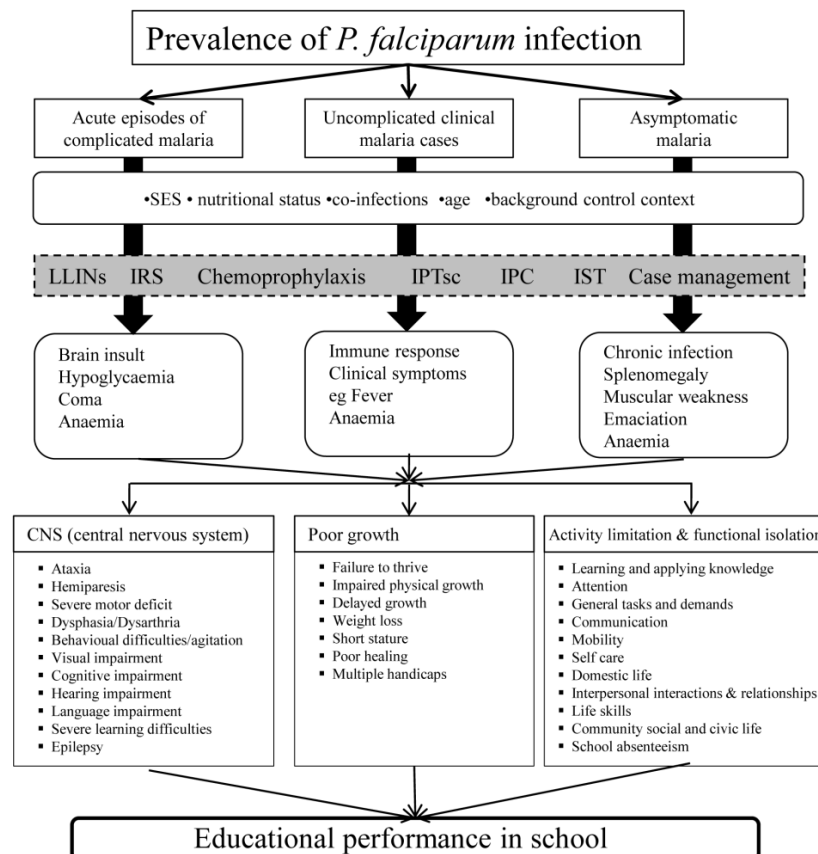 Prevalence of P. falciparum infection
Acute episodes of
complicated malaria
Uncomplicated clinical
malaria cases
Asymptomatic
malaria
•SES • nutritional status •co-infections •age •background control context
LLINs IRS Chemoprophylaxis IPTsc IPC IST Case management
Brain insult
Hypoglycaemia
Coma
Anaemia
Immune response
Clinical symptoms
eg Fever
Anaemia
Chronic infection
Splenomegaly
Muscular weakness
Emaciation
Anaemia
CNS (central nervous system)
▪ Ataxia
▪ Hemiparesis
▪ Severe motor deficit
▪ Dysphasia/Dysarthria
▪ Behavioual difficulties/agitation
▪ Visual impairment
▪ Cognitive impairment
▪ Hearing impairment
▪ Language impairment
▪ Severe learning difficulties
▪ Epilepsy
Poor growth
▪ Failure to thrive
▪ Impaired physical growth
▪ Delayed growth
▪ Weight loss
▪ Short stature
▪ Poor healing
▪ Multiple handicaps
Activity limitation & functional isolation
▪ Learning and applying knowledge
▪ Attention
▪ General tasks and demands
▪ Communication
▪ Mobility
▪ Self care
▪ Domestic life
▪ Interpersonal interactions & relationships
▪ Life skills
▪ Community social and civic life
▪ School absenteeism
Educational performance in school